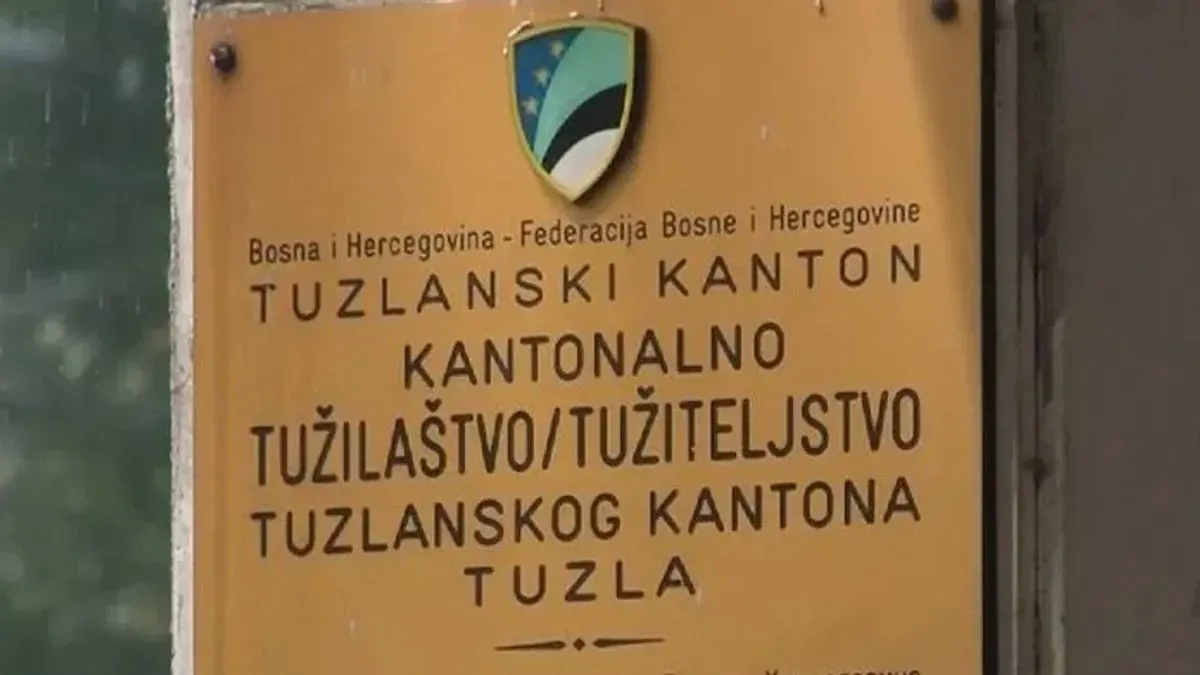 Bosna i Hercegovina - Federacija Bosne i Hercegovine
TUZLANSKI KANTON
KANTONALNO
TUŽILAŠTVO/TUŽITELJSTVO
TUZLANSKOG KANTONA
TUZLA